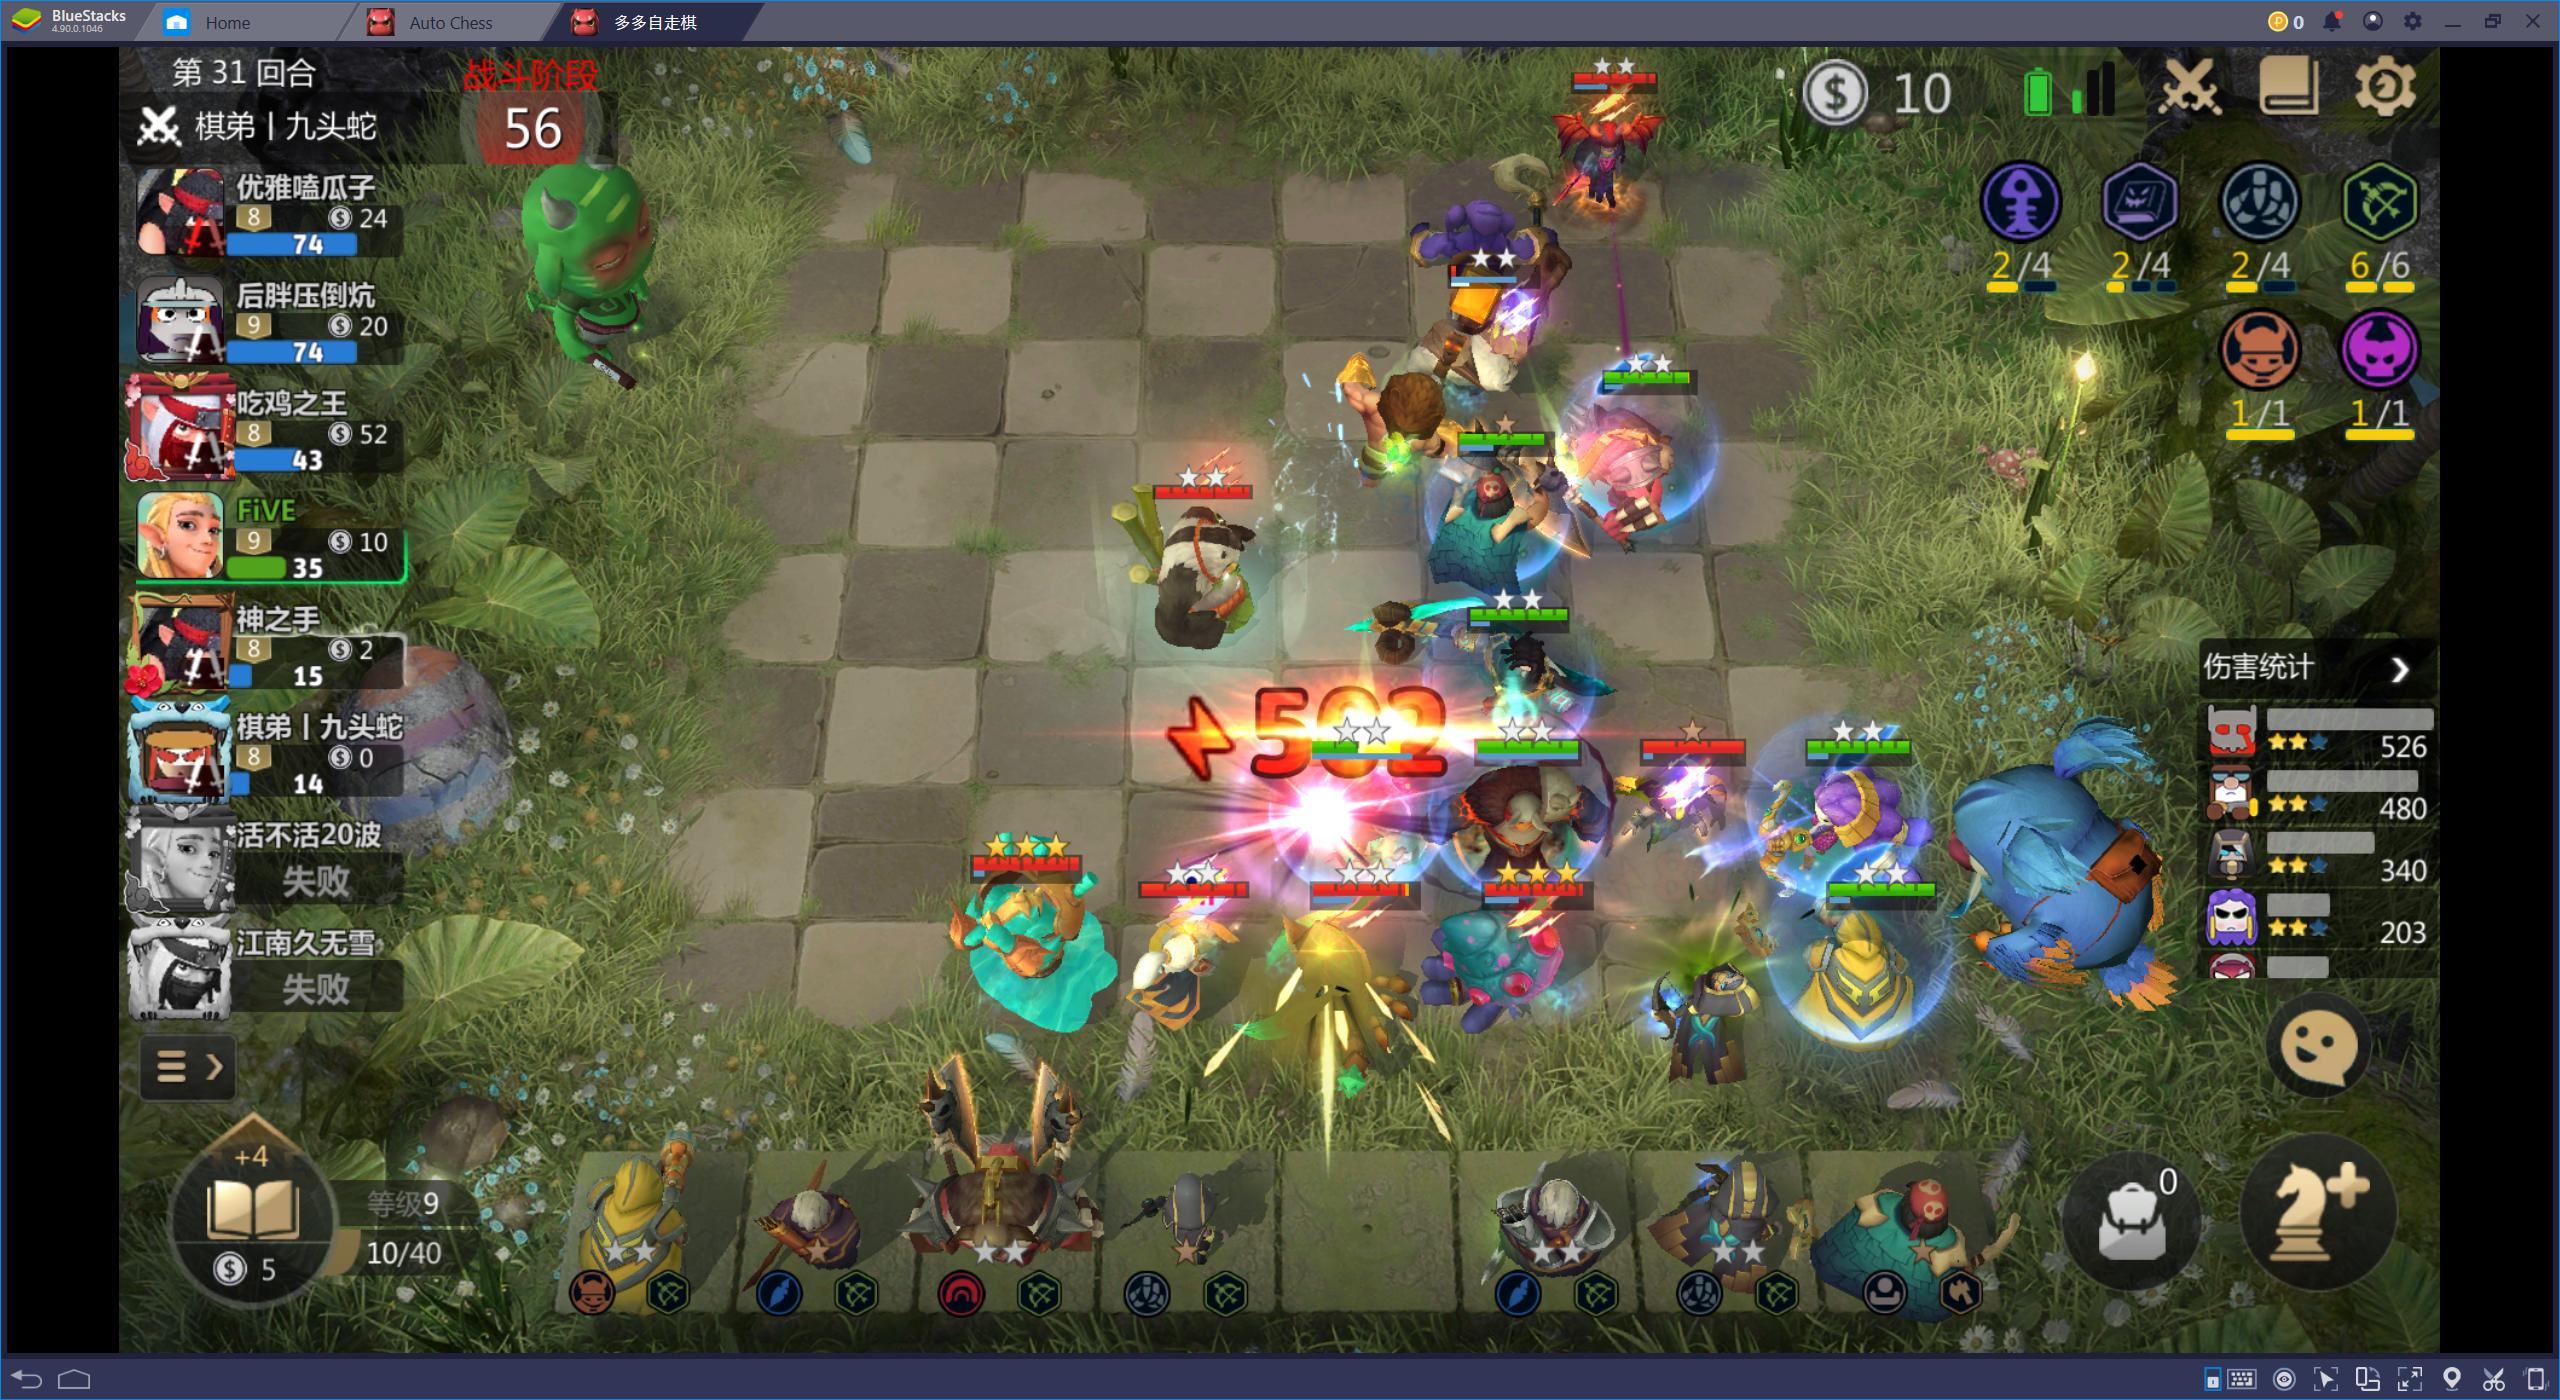 BlueStacks
4.90.0.1046
Home
Auto Chess
多多自走棋
0
第 31 回合
战斗阶段
棋弟丨九头蛇
56
10
优雅嗑瓜子
8
24
74
后胖压倒炕
9
20
74
吃鸡之王
8
52
43
FiVE
9
10
35
神之手
8
2
15
棋弟丨九头蛇
8
0
14
活不活20波
失败
江南久无雪
失败
2/4
2/4
2/4
6/6
1/1
1/1
502
伤害统计
526
480
340
203
+4
5
等级9
10/40
0